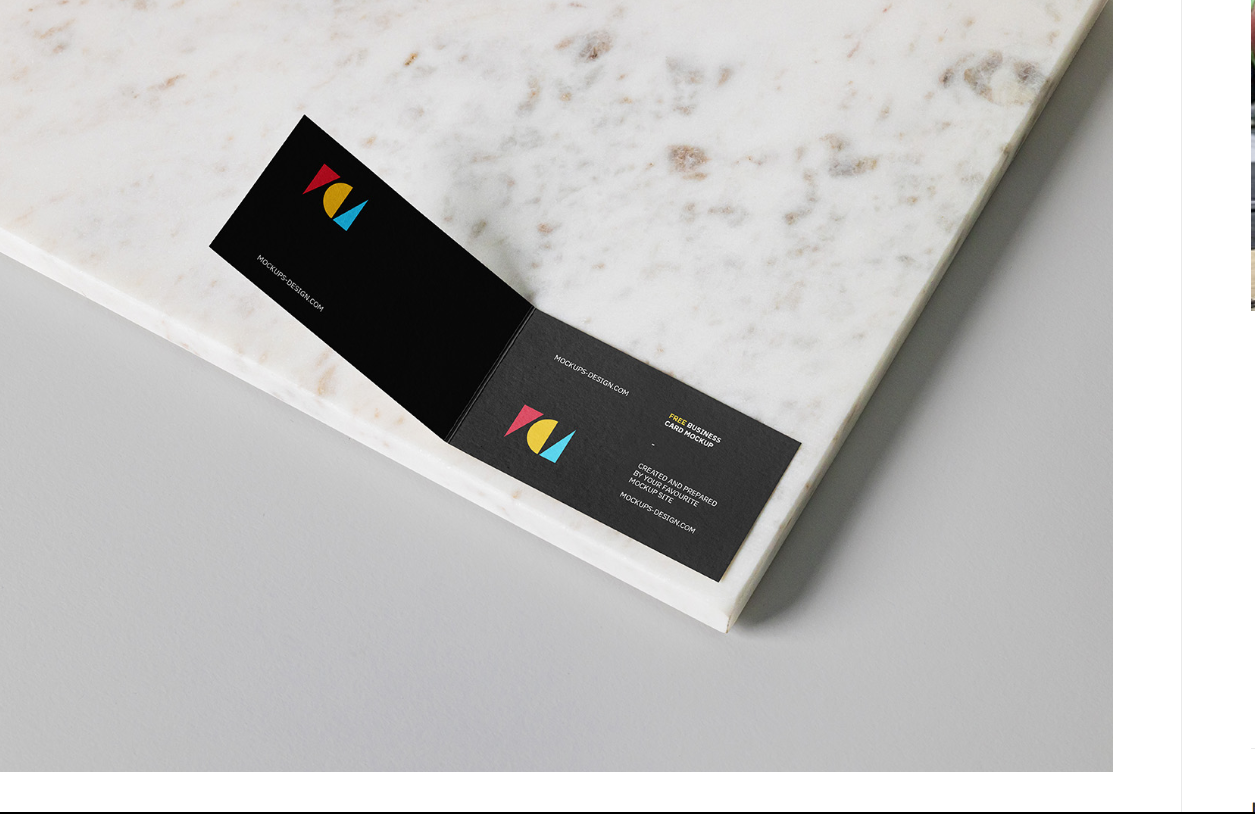 MOCKUPS-DESIGN.COM
MOCKUPS-DESIGN.COM
FREE BUSINESS
CARD MOCKUP
-
CREATED AND PREPARED
BY YOUR FAVOURITE
MOCKUP SITE
MOCKUPS-DESIGN.COM